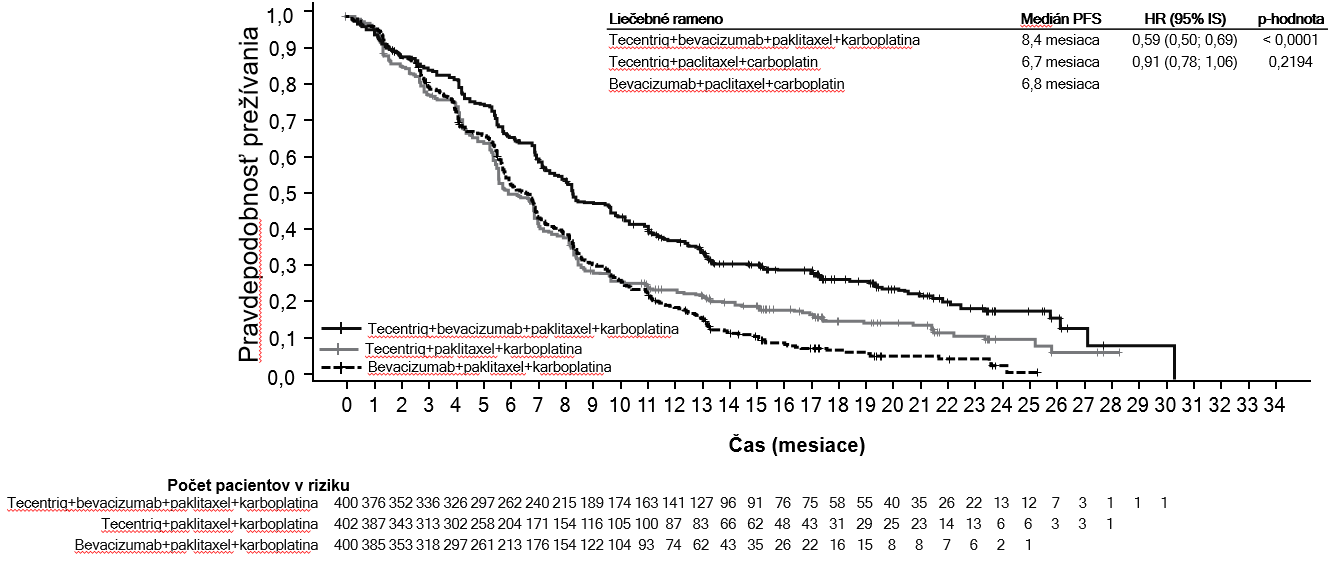 Pravdepodobnosť prežívania
1,0
0,9
0,8
0,7
0,6
0,5
0,4
0,3
0,2
0,1
0,0
Liečebné rameno Medián PFS HR (95% IS) p-hodnota
Tecentriq+bevacizumab+paklitaxel+karboplatina 8,4 mesiaca 0,59 (0,50; 0,69) < 0,0001
Tecentriq+paclitaxel+carboplatin 6,7 mesiaca 0,91 (0,78; 1,06) 0,2194
Bevacizumab+paclitaxel+carboplatin 6,8 mesiaca
Tecentriq+bevacizumab+paklitaxel+karboplatina
Tecentriq+paklitaxel+karboplatina
Bevacizumab+paklitaxel+karboplatina
0 1 2 3 4 5 6 7 8 9 10 11 12 13 14 15 16 17 18 19 20 21 22 23 24 25 26 27 28 29 30 31 32 33 34
Čas (mesiace)
Počet pacientov v riziku
Tecentriq+bevacizumab+paklitaxel+karboplatina 400 376 352 336 326 297 262 240 215 189 174 163 141 127 96 91 76 75 58 55 40 35 26 22 13 12 7 3 1 1 1
Tecentriq+paklitaxel+karboplatina 402 387 343 313 302 258 204 171 154 116 105 100 87 83 66 62 48 43 31 29 25 23 14 13 6 6 3 3 1
Bevacizumab+paklitaxel+karboplatina 400 385 353 318 297 261 213 176 154 122 104 93 74 62 43 35 26 22 16 15 8 8 7 6 2 1